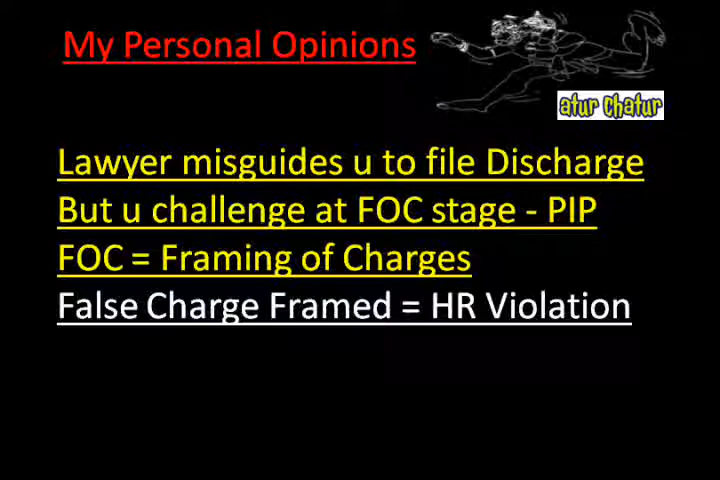 My Personal Opinions
atur chatur
Lawyer misguides u to file Discharge
But u challenge at FOC stage - PIP
FOC = Framing of Charges
False Charge Framed = HR Violation